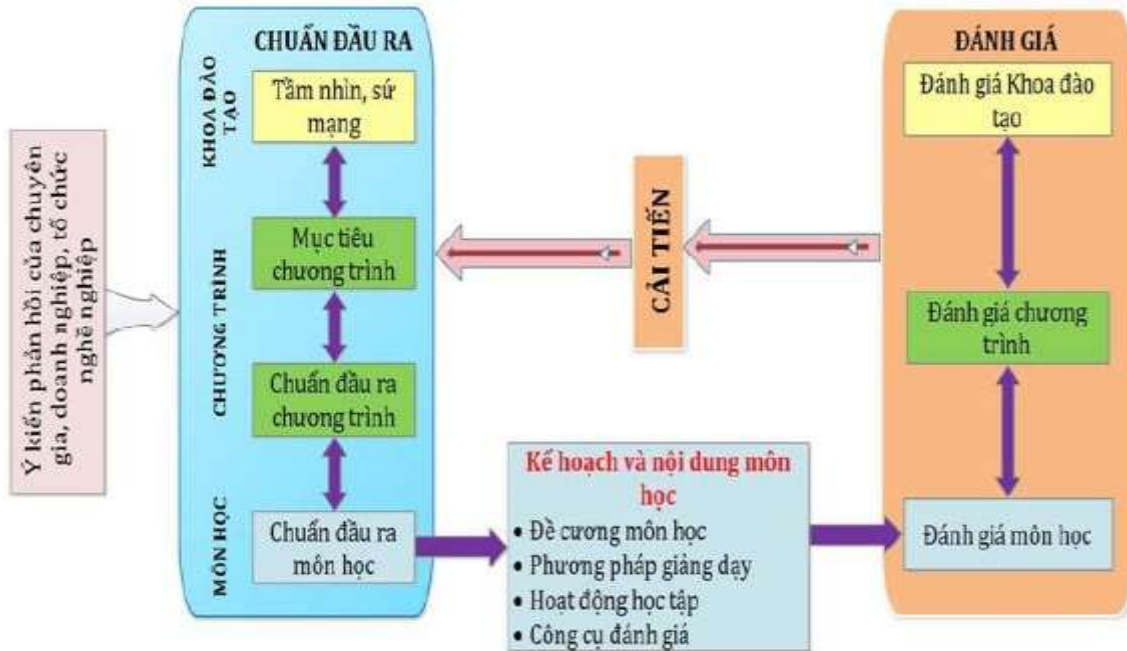 Ý kiến phản hồi của chuyên
gia, doanh nghiệp, tổ chức
nghề nghiệp
CHUẨN ĐẦU RA
KHOA ĐÀO
TẠO
Tầm nhìn, sứ
mạng
CHƯƠNG TRÌNH
Mục tiêu
chương trình
Chuẩn đầu ra
chương trình
MÔN HỌC
Chuẩn đầu ra
môn học
CẢI TIẾN
Kế hoạch và nội dung môn
học
• Đề cương môn học
• Phương pháp giảng dạy
• Hoạt động học tập
• Công cụ đánh giá
ĐÁNH GIÁ
Đánh giá Khoa đào
tạo
Đánh giá chương
trình
Đánh giá môn học